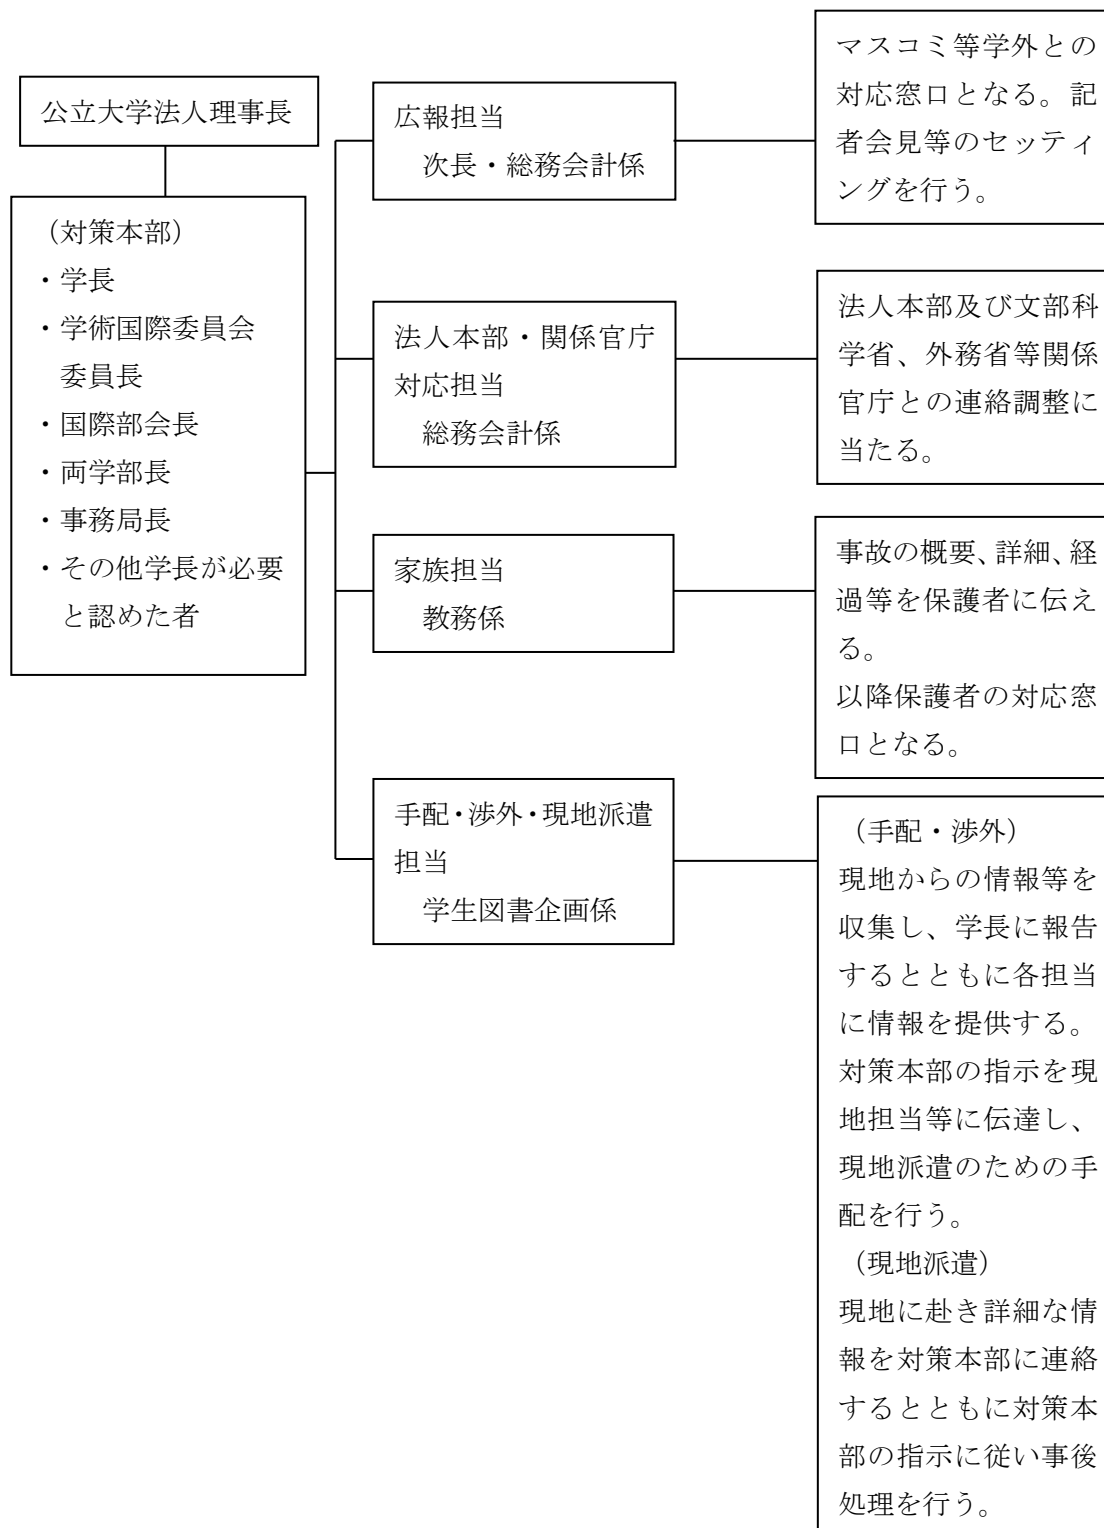 公立大学法人理事長
（対策本部）
・学長
・学術国際委員会
委員長
・国際部会長
・両学部長
・事務局長
・その他学長が必要
と認めた者
広報担当
次長・総務会計係
マスコミ等学外との
対応窓口となる。記
者会見等のセッティ
ングを行う。
法人本部・関係官庁
対応担当
総務会計係
法人本部及び文部科
学省、外務省等関係
官庁との連絡調整に
当たる。
家族担当
教務係
事故の概要、詳細、経
過等を保護者に伝え
る。
以降保護者の対応窓
口となる。
手配・渉外・現地派遣
担当
学生図書企画係
（手配・渉外）
現地からの情報等を
収集し、学長に報告
するとともに各担当
に情報を提供する。
対策本部の指示を現
地担当等に伝達し、
現地派遣のための手
配を行う。
（現地派遣）
現地に赴き詳細な情
報を対策本部に連絡
するとともに対策本
部の指示に従い事後
処理を行う。